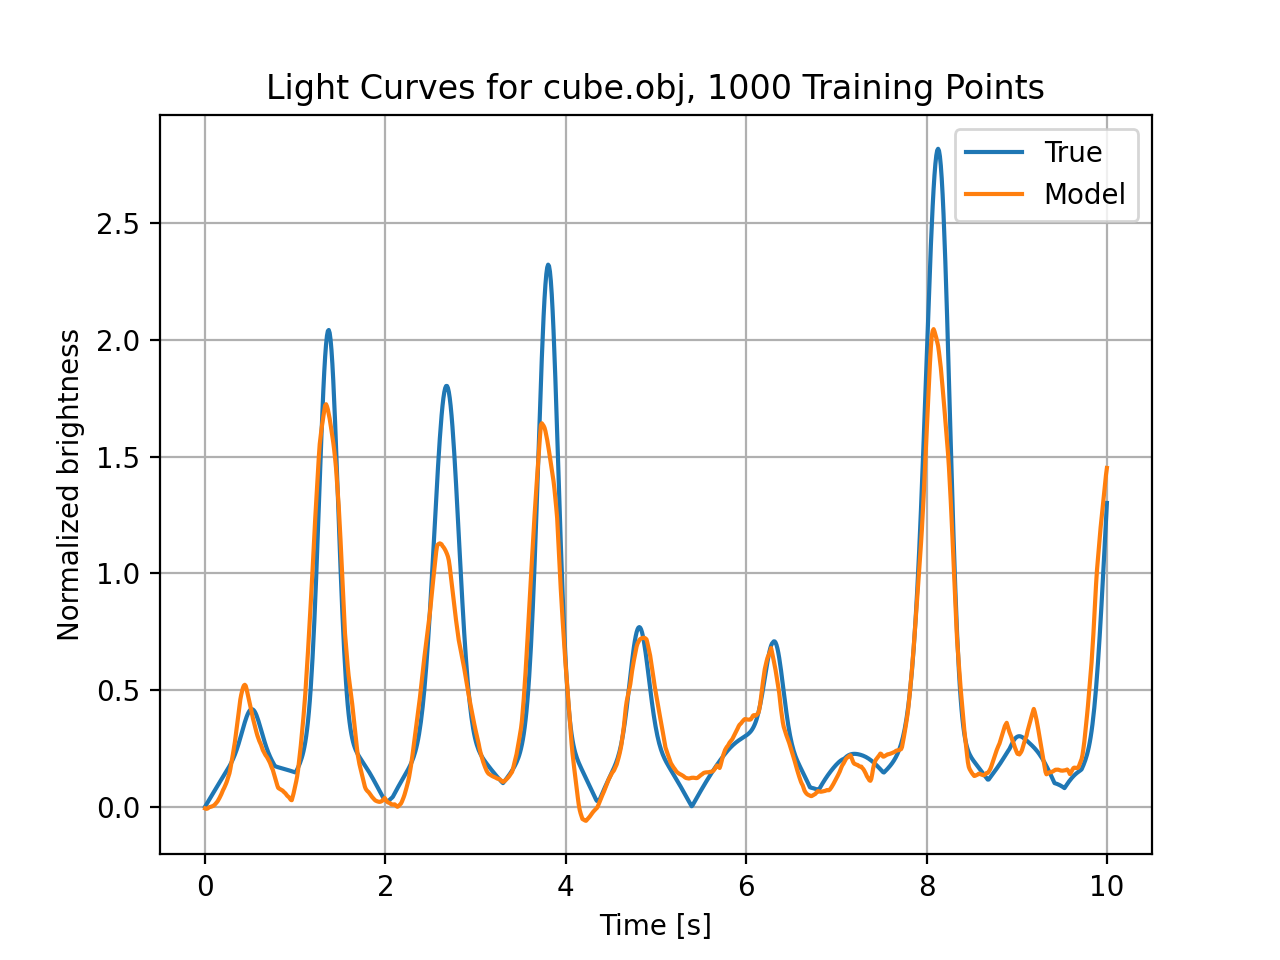 Light Curves for cube.obj, 1000 Training Points
True
Model
2.5
2.0
1.5
1.0
0.5
0.0
Normalized brightness
0 2 4 6 8 10
Time [s]